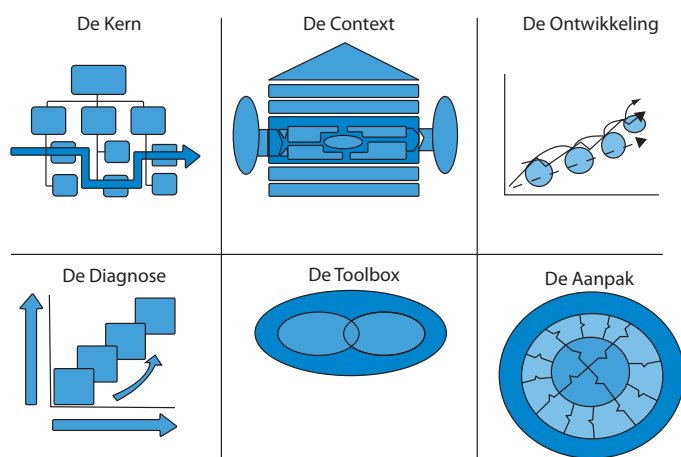 De Kern
De Context
De Ontwikkeling
De Diagnose
De Toolbox
De Aanpak